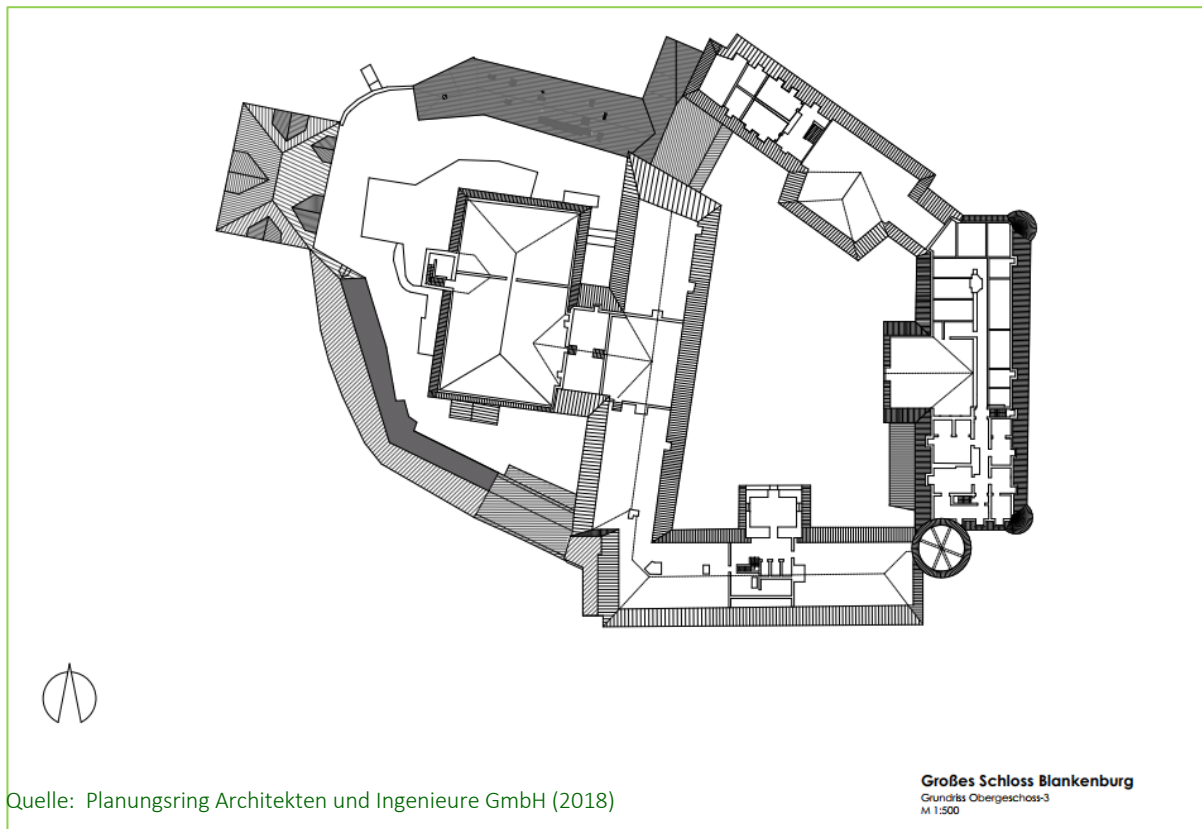 Quelle: Planungsring Architekten und Ingenieure GmbH (2018)
Großes Schloss Blankenburg
Grundriss Obergeschoss-3
M 1:500